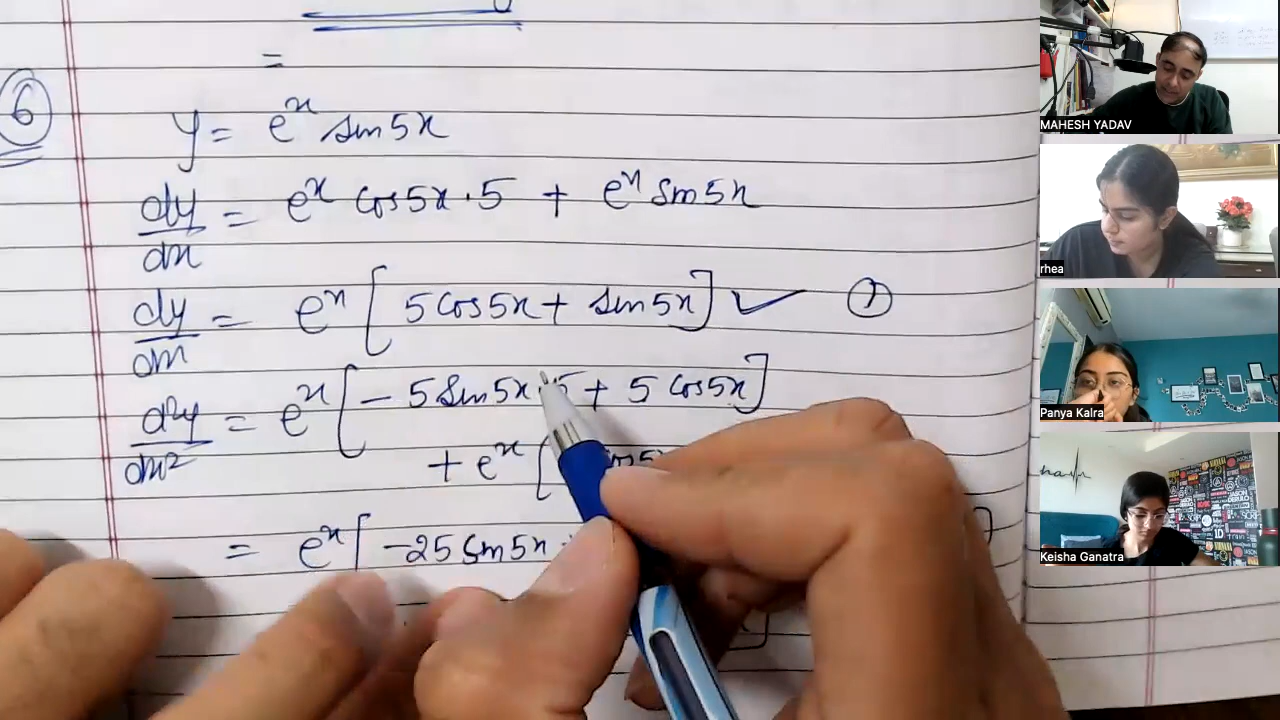 =
6
y = e^x sin5x
dy/dx = e^x cos5x·5 + e^x sin5x
dy/dx = e^x [5cos5x + sin5x] ✓ 1
d²y/dx² = e^x [-5sin5x·5 + 5cos5x]
+ e^x [
= e^x [-25sin5x
MAHESH YADAV
rhea
Panya Kalra
Keisha Ganatra